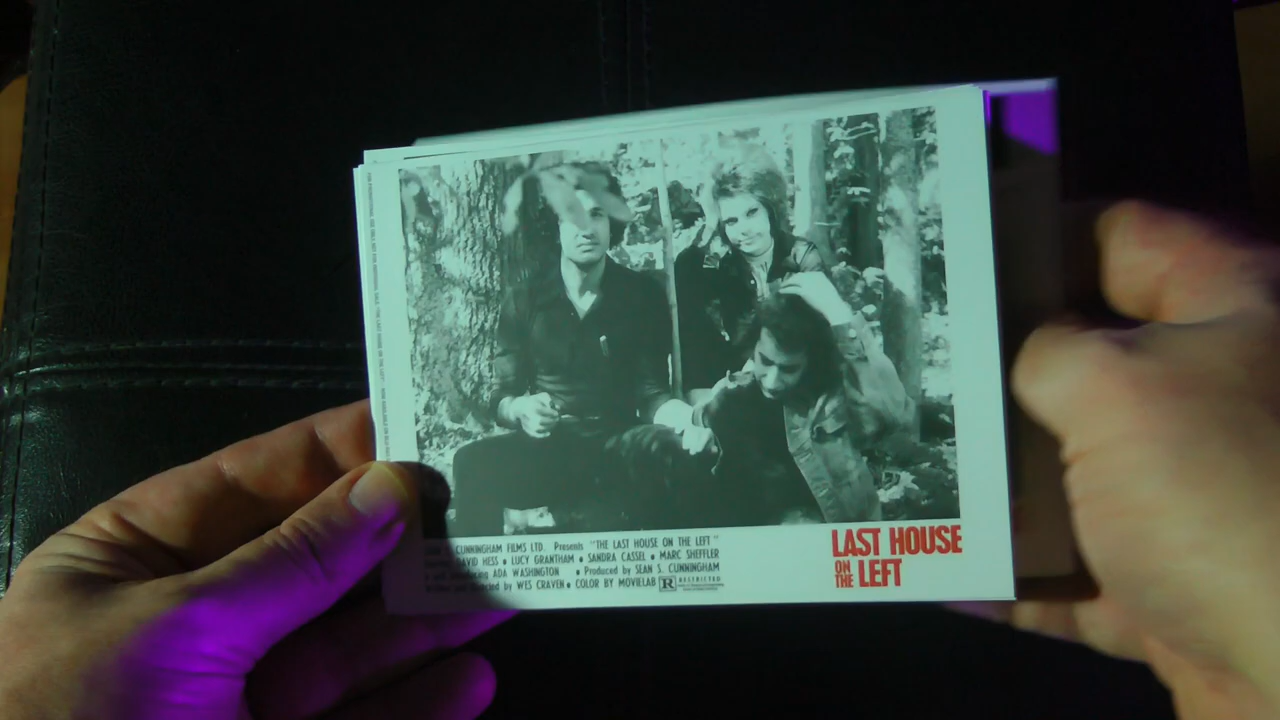 CUNNINGHAM FILMS LTD. Presents "THE LAST HOUSE ON THE LEFT"
DAVID HESS • LUCY GRANTHAM • SANDRA CASSEL • MARC SHEFFLER
introducing ADA WASHINGTON • Produced by SEAN S. CUNNINGHAM
Written and Directed by WES CRAVEN • COLOR BY MOVIELAB R RESTRICTED
LAST HOUSE
ON THE LEFT